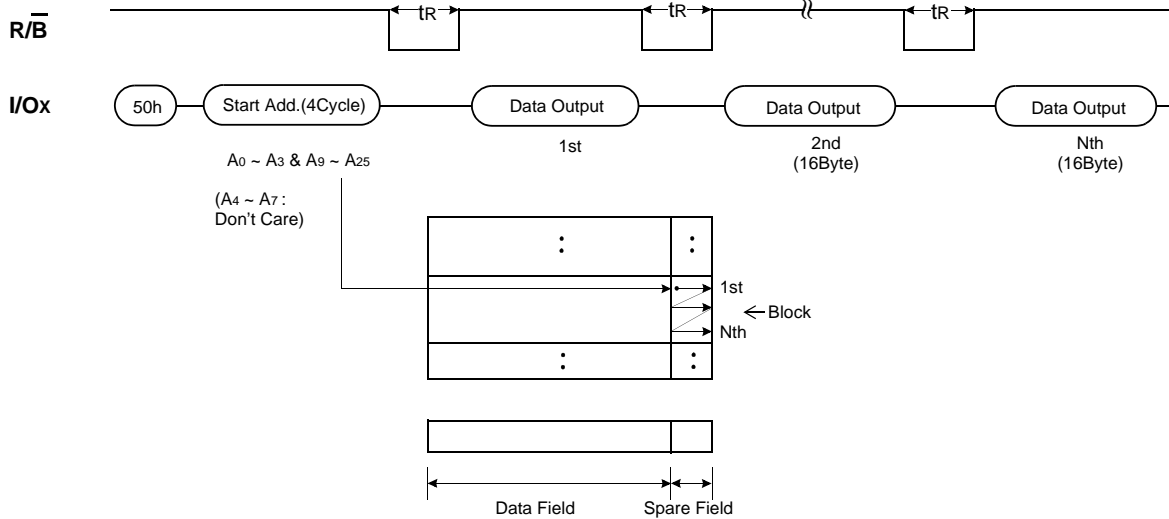 R/B
tR
tR
tR
I/Ox
50h
Start Add.(4Cycle)
Data Output
Data Output
Data Output
1st
2nd
(16Byte)
Nth
(16Byte)
A0 ~ A3 & A9 ~ A25
(A4 ~ A7 :
Don't Care)
1st
Block
Nth
Data Field
Spare Field